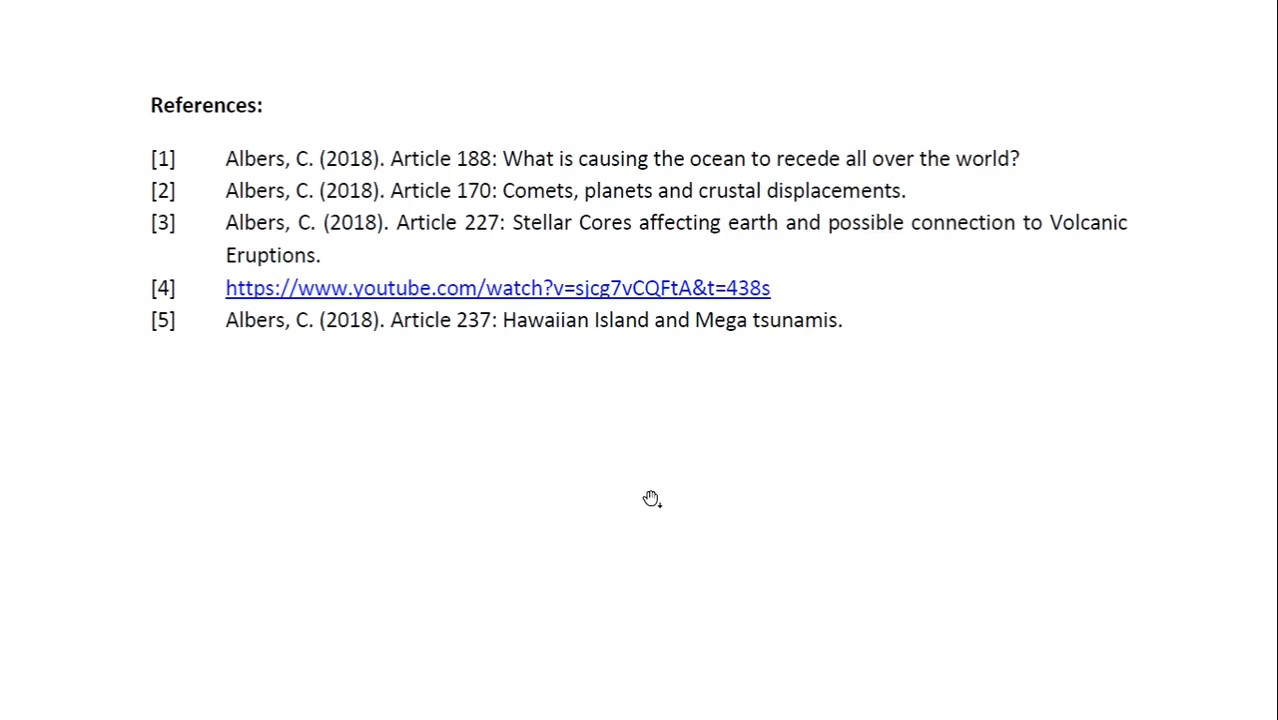 References:
[1] Albers, C. (2018). Article 188: What is causing the ocean to recede all over the world?
[2] Albers, C. (2018). Article 170: Comets, planets and crustal displacements.
[3] Albers, C. (2018). Article 227: Stellar Cores affecting earth and possible connection to Volcanic
Eruptions.
[4] https://www.youtube.com/watch?v=sjcg7vCQFtA&t=438s
[5] Albers, C. (2018). Article 237: Hawaiian Island and Mega tsunamis.